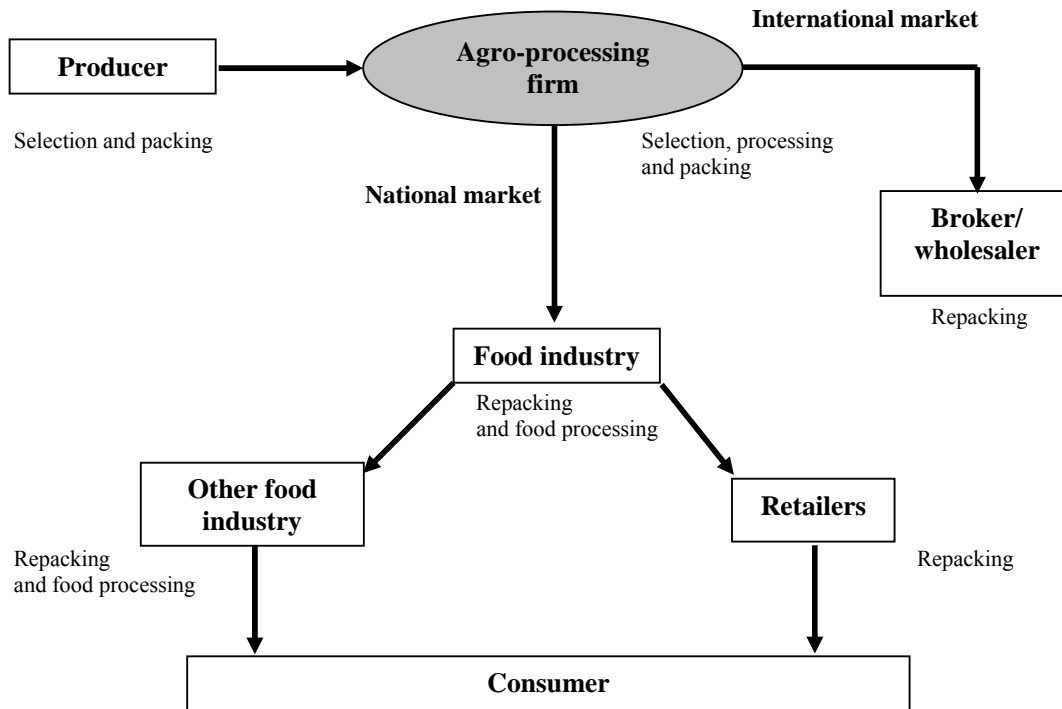 International market
Producer
Agro-processing
firm
Selection and packing
Selection, processing
and packing
National market
Broker/
wholesaler
Repacking
Food industry
Repacking
and food processing
Other food
industry
Retailers
Repacking
and food processing
Repacking
Consumer